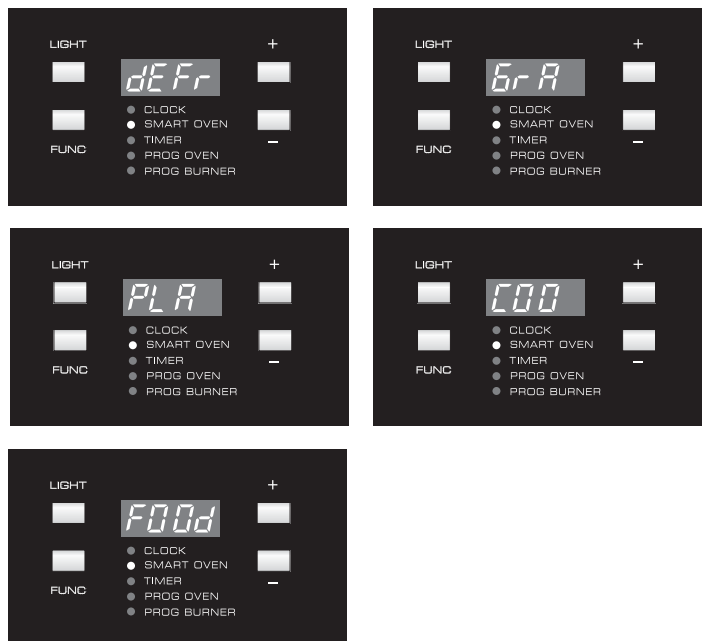 LIGHT +
dEFr
CLOCK
SMART OVEN
TIMER
FUNC –
PROG OVEN
PROG BURNER
LIGHT +
GrA
CLOCK
SMART OVEN
TIMER
FUNC –
PROG OVEN
PROG BURNER
LIGHT +
PLA
CLOCK
SMART OVEN
TIMER
FUNC –
PROG OVEN
PROG BURNER
LIGHT +
COO
CLOCK
SMART OVEN
TIMER
FUNC –
PROG OVEN
PROG BURNER
LIGHT +
FOOd
CLOCK
SMART OVEN
TIMER
FUNC –
PROG OVEN
PROG BURNER